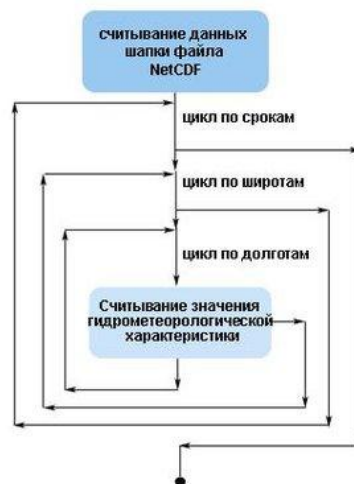 считывание данных
шапки файла
NetCDF
цикл по срокам
цикл по широтам
цикл по долготам
Считывание значения
гидрометеорологической
характеристики